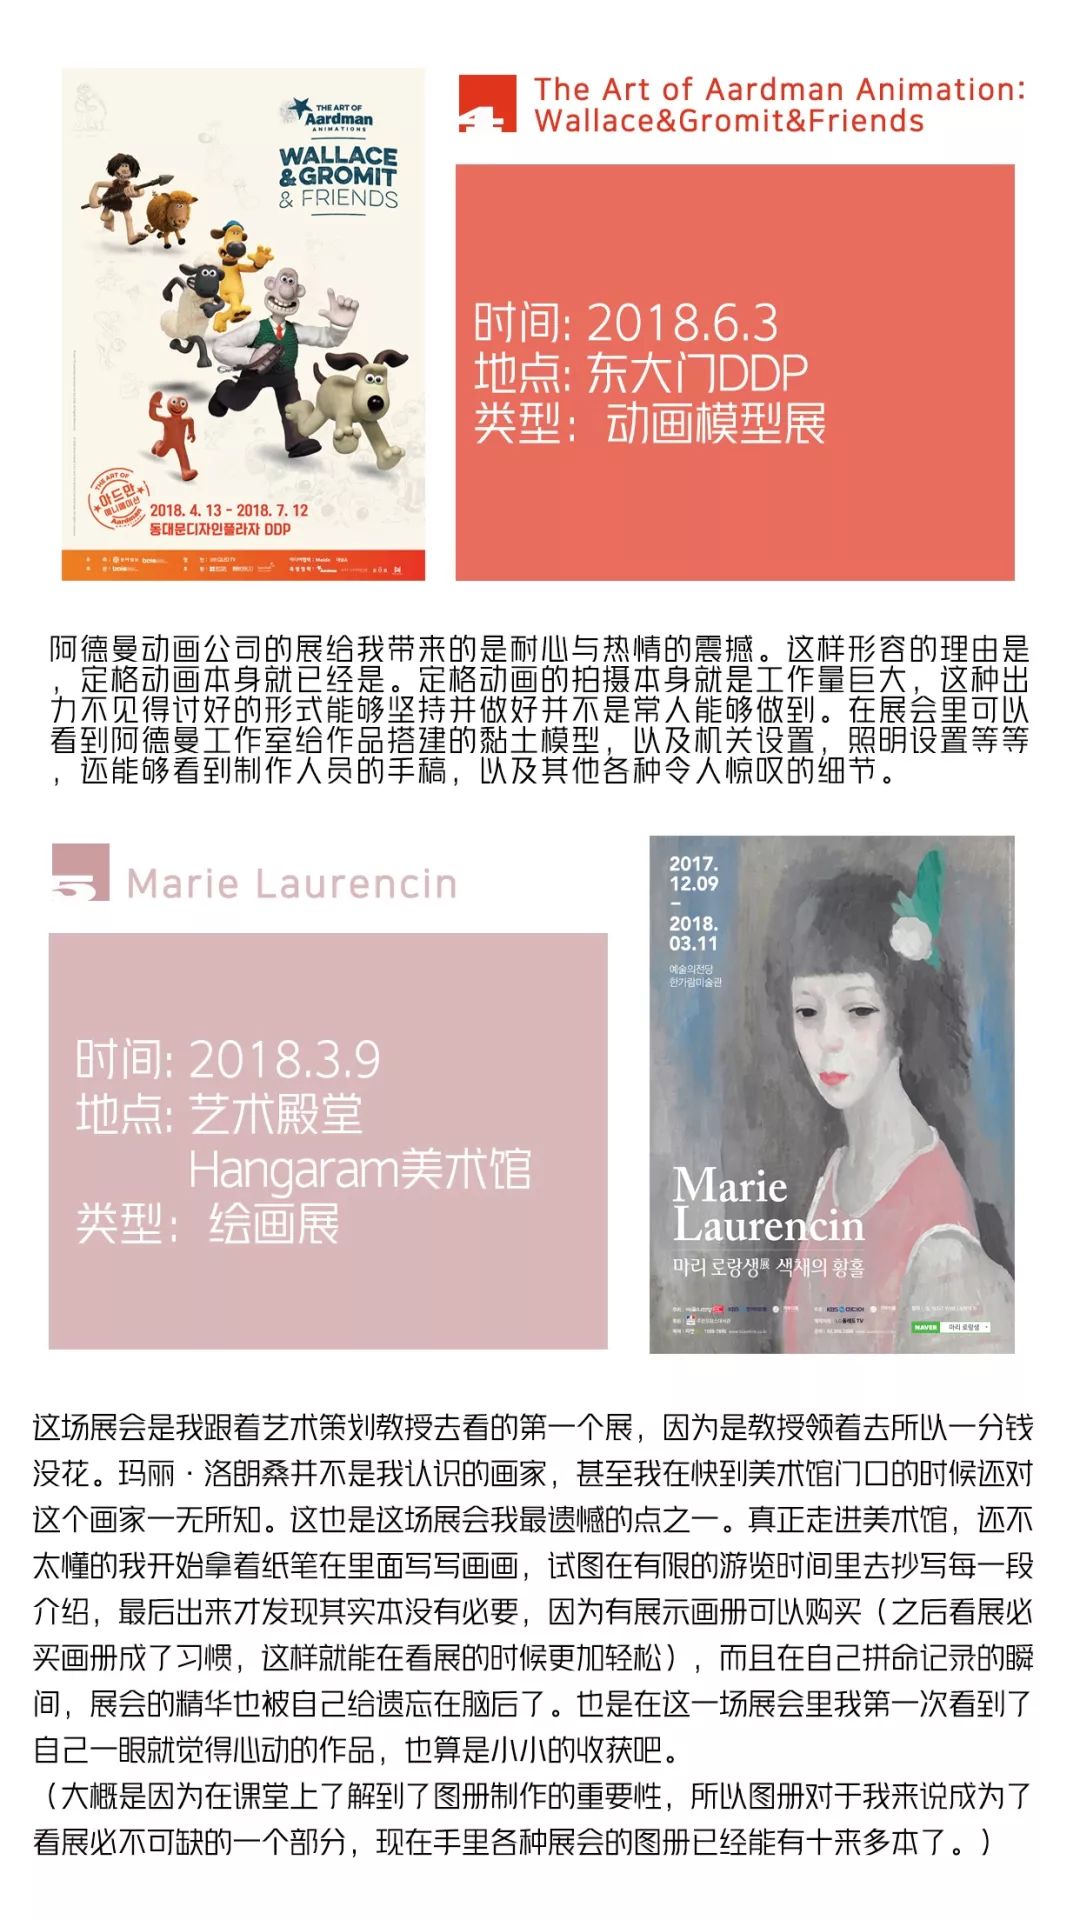 THE ART OF
Aardman
ANIMATIONS
WALLACE
&GROMIT
& FRIENDS
THE ART OF
아드만
애니메이션
Aardman
2018. 4. 13 - 2018. 7. 12
동대문디자인플라자 DDP
4
The Art of Aardman Animation:
Wallace&Gromit&Friends
时间: 2018.6.3
地点: 东大门DDP
类型: 动画模型展
阿德曼动画公司的展给我带来的是耐心与热情的震撼。这样形容的理由是
，定格动画本身就已经是。定格动画的拍摄本身就是工作量巨大，这种出
力不见得讨好的形式能够坚持并做好并不是常人能够做到。在展会里可以
看到阿德曼工作室给作品搭建的黏土模型，以及机关设置，照明设置等等
，还能够看到制作人员的手稿，以及其他各种令人惊叹的细节。
5
Marie Laurencin
时间: 2018.3.9
地点: 艺术殿堂
Hangaram美术馆
类型: 绘画展
2017.
12.09
-
2018.
03.11
예술의전당
한가람미술관
Marie
Laurencin
마리 로랑생展 색채의 황홀
NAVER 마리 로랑생
这场展会是我跟着艺术策划教授去看的第一个展，因为是教授领着去所以一分钱
没花。玛丽·洛朗桑并不是我认识的画家，甚至我在快到美术馆门口的时候还对
这个画家一无所知。这也是这场展会我最遗憾的点之一。真正走进美术馆，还不
太懂的我开始拿着纸笔在里面写写画画，试图在有限的游览时间里去抄写每一段
介绍，最后出来才发现其实本没有必要，因为有展示画册可以购买（之后看展必
买画册成了习惯，这样就能在看展的时候更加轻松），而且在自己拼命记录的瞬
间，展会的精华也被自己给遗忘在脑后了。也是在这一场展会里我第一次看到了
自己一眼就觉得心动的作品，也算是小小的收获吧。
（大概是因为在课堂上了解到了图册制作的重要性，所以图册对于我来说成为了
看展必不可缺的一个部分，现在手里各种展会的图册已经能有十来多本了。）